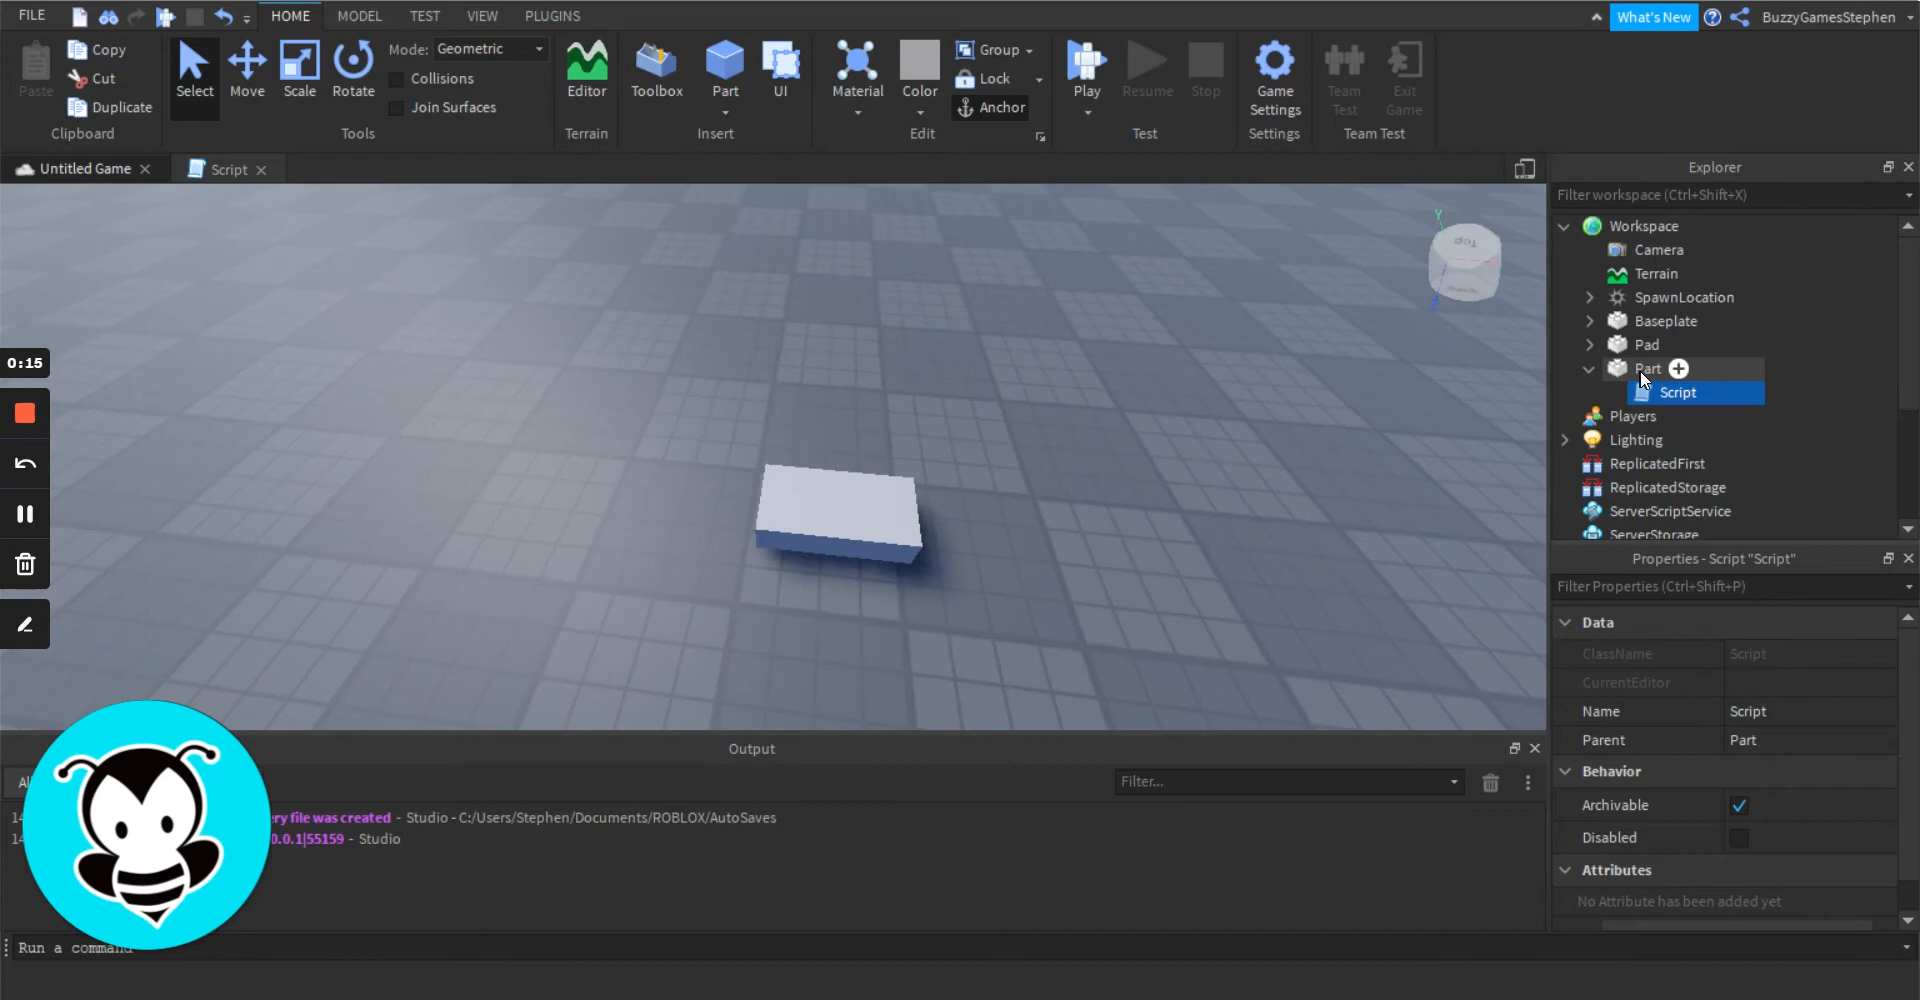 FILE HOME MODEL TEST VIEW PLUGINS What's New BuzzyGamesStephen
Paste
Copy
Cut
Duplicate
Clipboard
Select Move Scale Rotate
Mode: Geometric
Collisions
Join Surfaces
Tools
Editor
Terrain
Toolbox Part UI
Insert
Material Color
Group
Lock
Anchor
Edit
Play Resume Stop
Test
Game
Settings
Settings
Team
Test
Exit
Game
Team Test
Untitled Game Script
Explorer
Filter workspace (Ctrl+Shift+X)
Workspace
Camera
Terrain
SpawnLocation
Baseplate
Pad
Part
Script
Players
Lighting
ReplicatedFirst
ReplicatedStorage
ServerScriptService
ServerStorage
Y
Top
Z
0:15
Properties - Script "Script"
Filter Properties (Ctrl+Shift+P)
Data
ClassName Script
CurrentEditor
Name Script
Parent Part
Behavior
Archivable
Disabled
Attributes
No Attribute has been added yet
Output
Al
Filter...
14 ry file was created - Studio - C:/Users/Stephen/Documents/ROBLOX/AutoSaves
14 0.0.1|55159 - Studio
Run a command